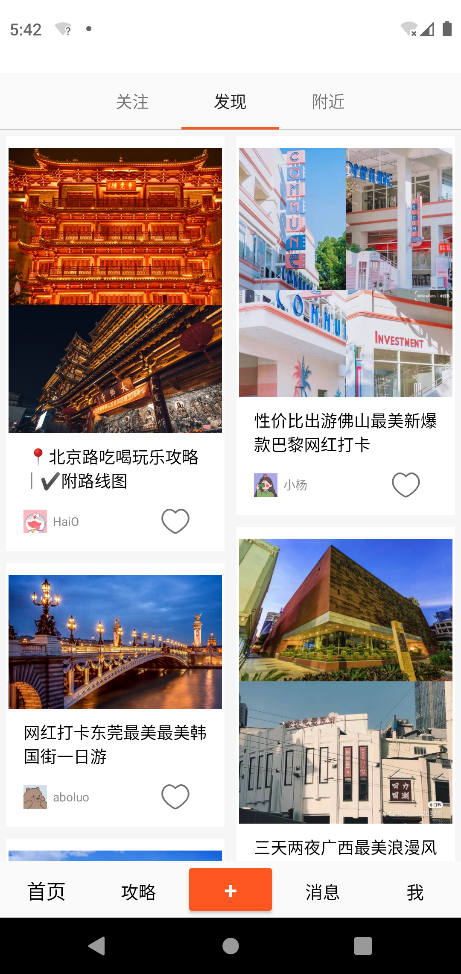 5:42
关注 发现 附近
COMMUNE
INVESTMENT
📍北京路吃喝玩乐攻略
｜✔附路线图
HaiO
性价比出游佛山最美新爆
款巴黎网红打卡
小杨
网红打卡东莞最美最美韩
国街一日游
aboluo
三天两夜广西最美浪漫风
首页 攻略 + 消息 我